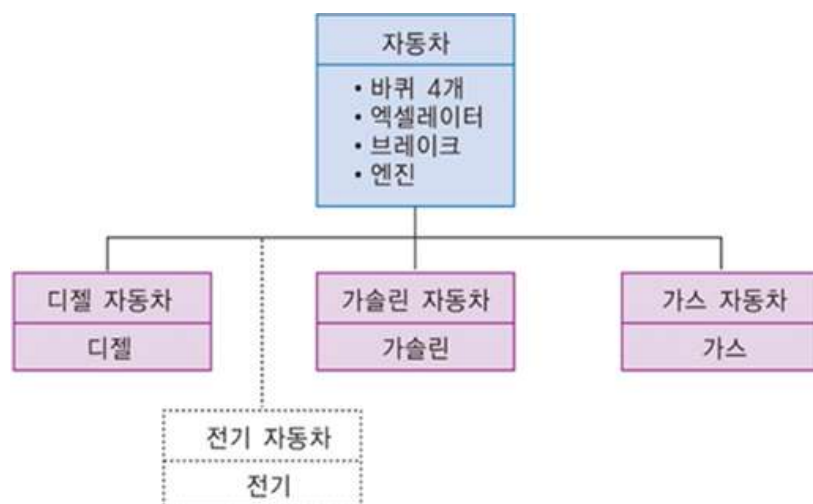 자동차
• 바퀴 4개
• 엑셀레이터
• 브레이크
• 엔진
디젤 자동차
디젤
가솔린 자동차
가솔린
가스 자동차
가스
전기 자동차
전기